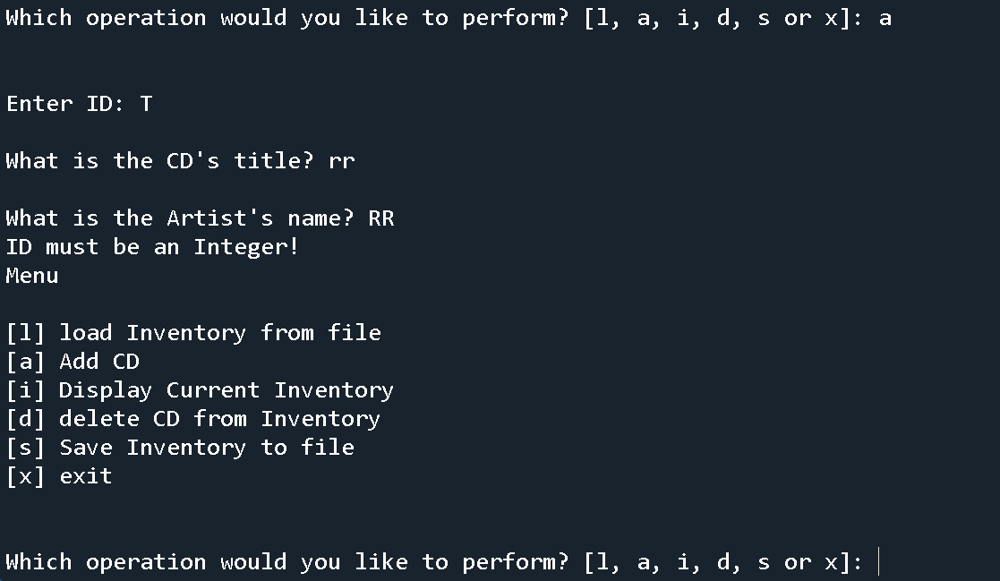 Which operation would you like to perform? [l, a, i, d, s or x]: a
Enter ID: T
What is the CD's title? rr
What is the Artist's name? RR
ID must be an Integer!
Menu
[l] load Inventory from file
[a] Add CD
[i] Display Current Inventory
[d] delete CD from Inventory
[s] Save Inventory to file
[x] exit
Which operation would you like to perform? [l, a, i, d, s or x]: